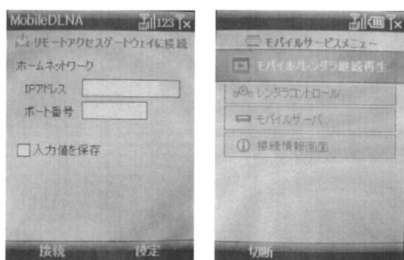 MobileDLNA
123
リモートアクセスゲートウェイに接続
ホームネットワーク
IPアドレス
ポート番号
入力値を保存
接続 設定
モバイルサービスメニュー
モバイル/レンダラ継続再生
レンダラコントロール
モバイルサーバ
接続情報画面
切断